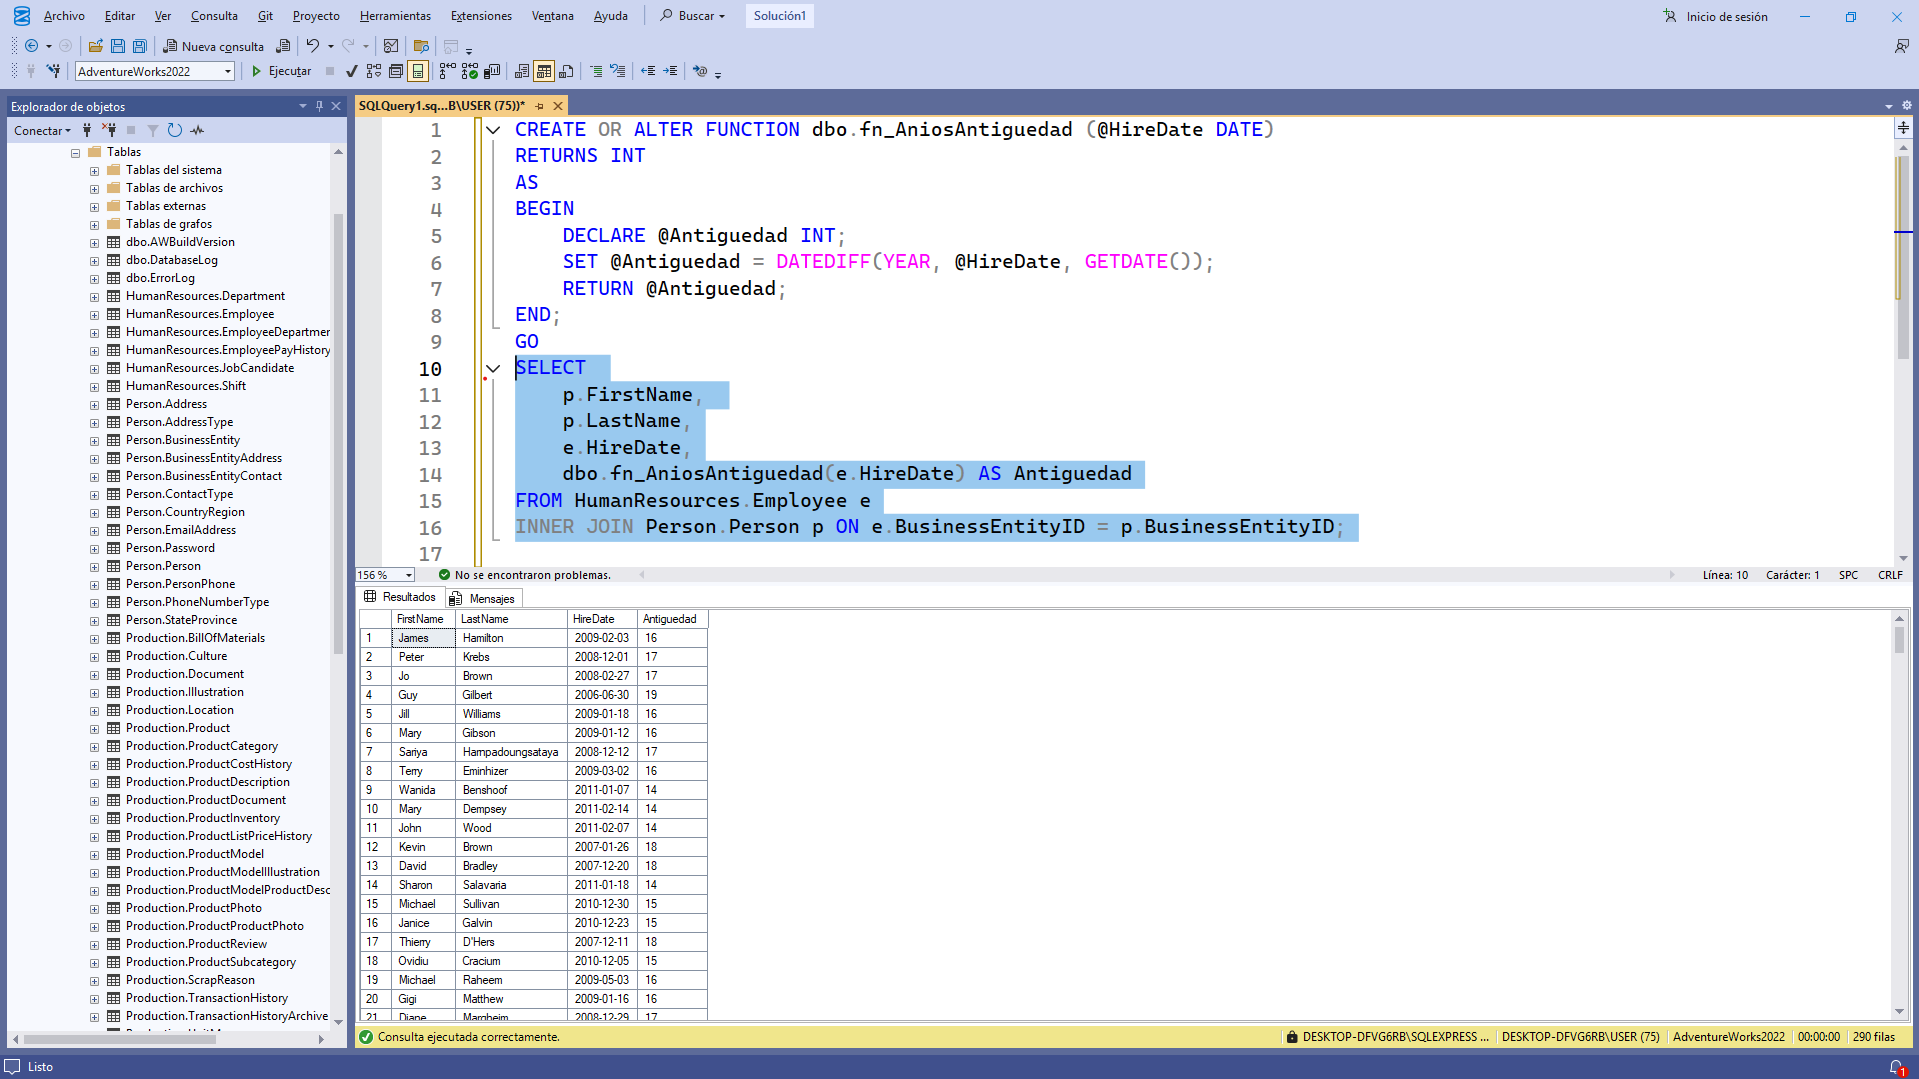 Archivo Editar Ver Consulta Git Proyecto Herramientas Extensiones Ventana Ayuda Buscar Solución1 Inicio de sesión
Nueva consulta
AdventureWorks2022 Ejecutar
Explorador de objetos
Conectar
Tablas
Tablas del sistema
Tablas de archivos
Tablas externas
Tablas de grafos
dbo.AWBuildVersion
dbo.DatabaseLog
dbo.ErrorLog
HumanResources.Department
HumanResources.Employee
HumanResources.EmployeeDepartmen
HumanResources.EmployeePayHistory
HumanResources.JobCandidate
HumanResources.Shift
Person.Address
Person.AddressType
Person.BusinessEntity
Person.BusinessEntityAddress
Person.BusinessEntityContact
Person.ContactType
Person.CountryRegion
Person.EmailAddress
Person.Password
Person.Person
Person.PersonPhone
Person.PhoneNumberType
Person.StateProvince
Production.BillOfMaterials
Production.Culture
Production.Document
Production.Illustration
Production.Location
Production.Product
Production.ProductCategory
Production.ProductCostHistory
Production.ProductDescription
Production.ProductDocument
Production.ProductInventory
Production.ProductListPriceHistory
Production.ProductModel
Production.ProductModelIllustration
Production.ProductModelProductDesc
Production.ProductPhoto
Production.ProductProductPhoto
Production.ProductReview
Production.ProductSubcategory
Production.ScrapReason
Production.TransactionHistory
Production.TransactionHistoryArchive
SQLQuery1.sq...B\USER (75))*
1 CREATE OR ALTER FUNCTION dbo.fn_AniosAntiguedad (@HireDate DATE)
2 RETURNS INT
3 AS
4 BEGIN
5 DECLARE @Antiguedad INT;
6 SET @Antiguedad = DATEDIFF(YEAR, @HireDate, GETDATE());
7 RETURN @Antiguedad;
8 END;
9 GO
10 SELECT
11 p.FirstName,
12 p.LastName,
13 e.HireDate,
14 dbo.fn_AniosAntiguedad(e.HireDate) AS Antiguedad
15 FROM HumanResources.Employee e
16 INNER JOIN Person.Person p ON e.BusinessEntityID = p.BusinessEntityID;
17
156 % No se encontraron problemas. Línea: 10 Carácter: 1 SPC CRLF
Resultados Mensajes
FirstName LastName HireDate Antiguedad
1 James Hamilton 2009-02-03 16
2 Peter Krebs 2008-12-01 17
3 Jo Brown 2008-02-27 17
4 Guy Gilbert 2006-06-30 19
5 Jill Williams 2009-01-18 16
6 Mary Gibson 2009-01-12 16
7 Sariya Harnpadoungsataya 2008-12-12 17
8 Terry Eminhizer 2009-03-02 16
9 Wanida Benshoof 2011-01-07 14
10 Mary Dempsey 2011-02-14 14
11 John Wood 2011-02-07 14
12 Kevin Brown 2007-01-26 18
13 David Bradley 2007-12-20 18
14 Sharon Salavaria 2011-01-18 14
15 Michael Sullivan 2010-12-30 15
16 Janice Galvin 2010-12-23 15
17 Thierry D'Hers 2007-12-11 18
18 Ovidiu Cracium 2010-12-05 15
19 Michael Raheem 2009-05-03 16
20 Gigi Matthew 2009-01-16 16
21 Diane Margheim 2008-12-29 17
Consulta ejecutada correctamente. DESKTOP-DFVG6RB\SQLEXPRESS ... DESKTOP-DFVG6RB\USER (75) AdventureWorks2022 00:00:00 290 filas
Listo 1